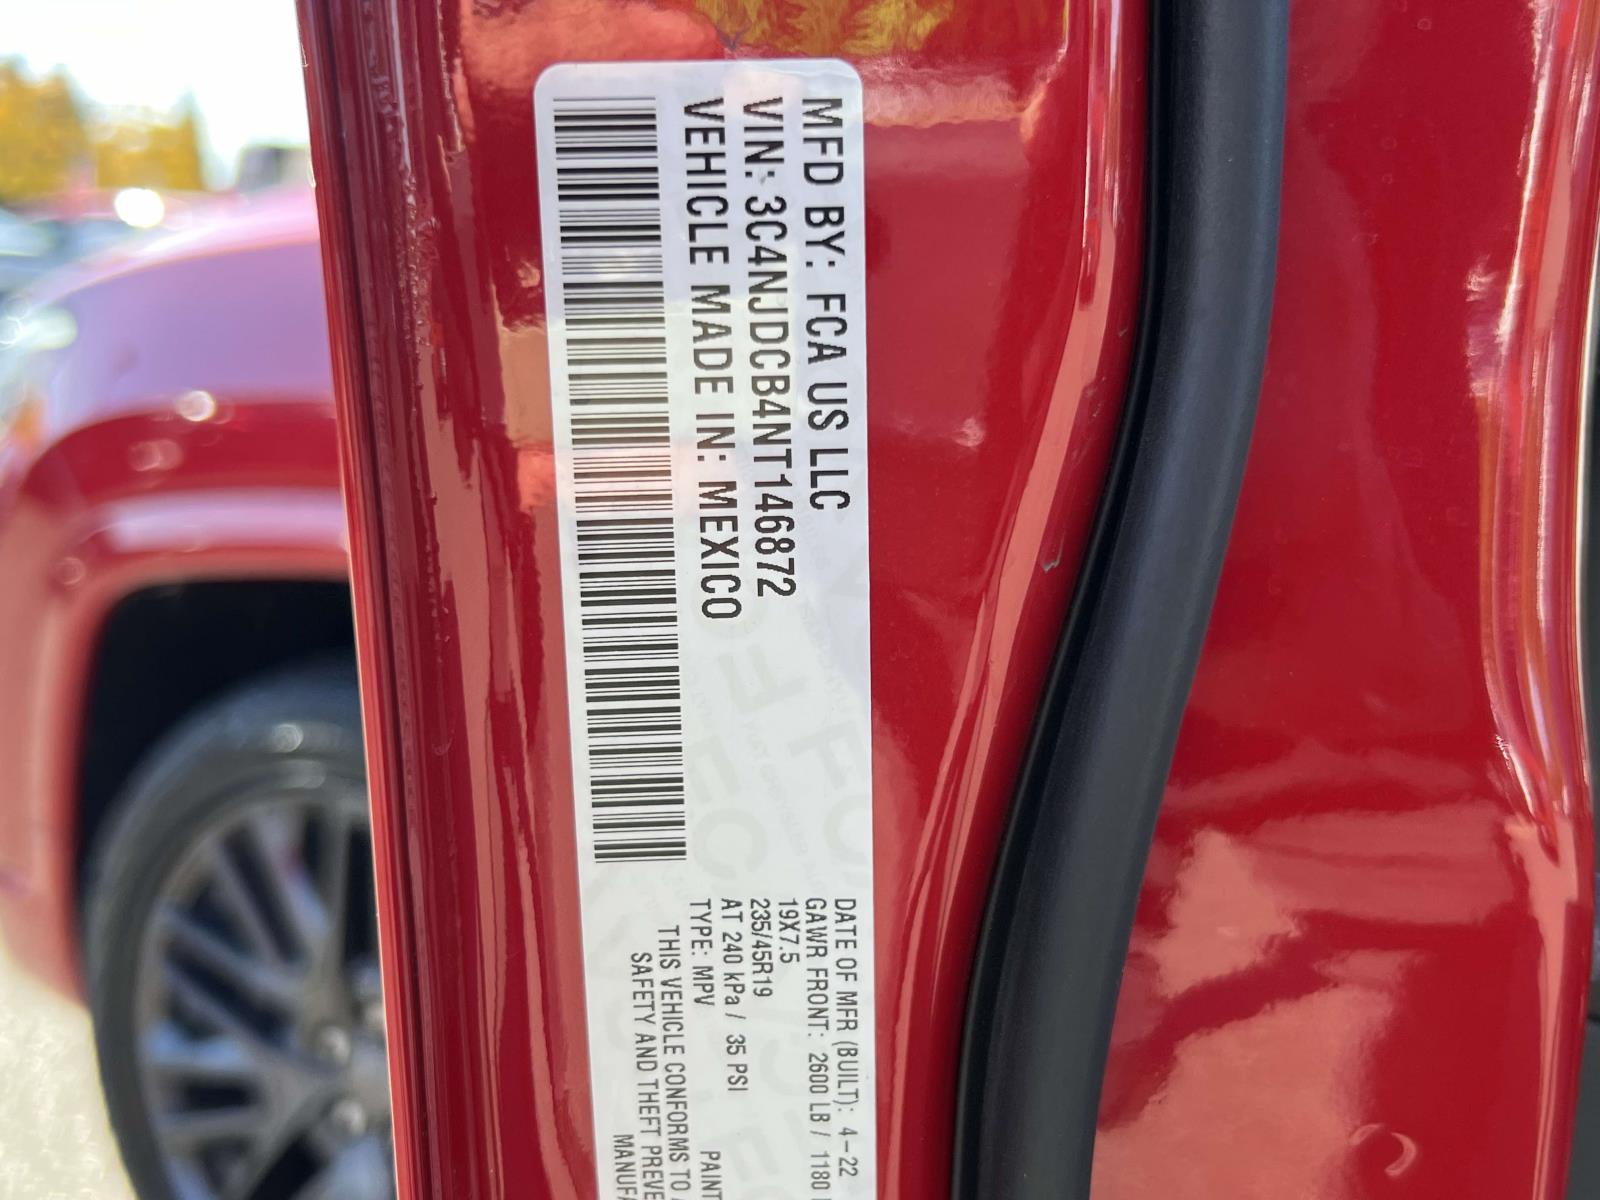 MFD BY: FCA US LLC
VIN: 3C4NJDCB4NT146872
VEHICLE MADE IN: MEXICO
DATE OF MFR (BUILT): 4-22
GAWR FRONT: 2600 LB / 1180
19X7.5
235/45R19
AT 240 kPa / 35 PSI
TYPE: MPV PAINT
THIS VEHICLE CONFORMS TO
SAFETY AND THEFT